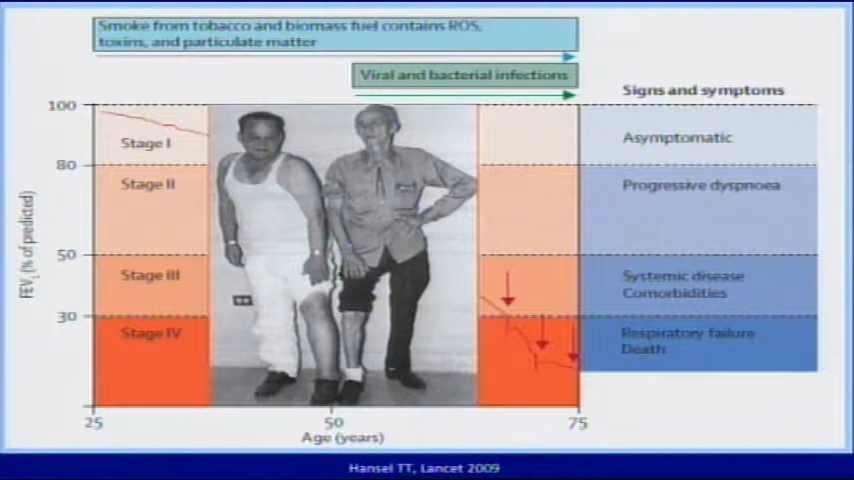 Smoke from tobacco and biomass fuel contains ROS,
toxins, and particulate matter
Viral and bacterial infections
Signs and symptoms
100
Stage I
Asymptomatic
80
Stage II
Progressive dyspnoea
FEV1 (% of predicted)
50
Stage III
Systemic disease
Comorbidities
30
Stage IV
Respiratory failure
Death
25
50
75
Age (years)
Hansel TT, Lancet 2009